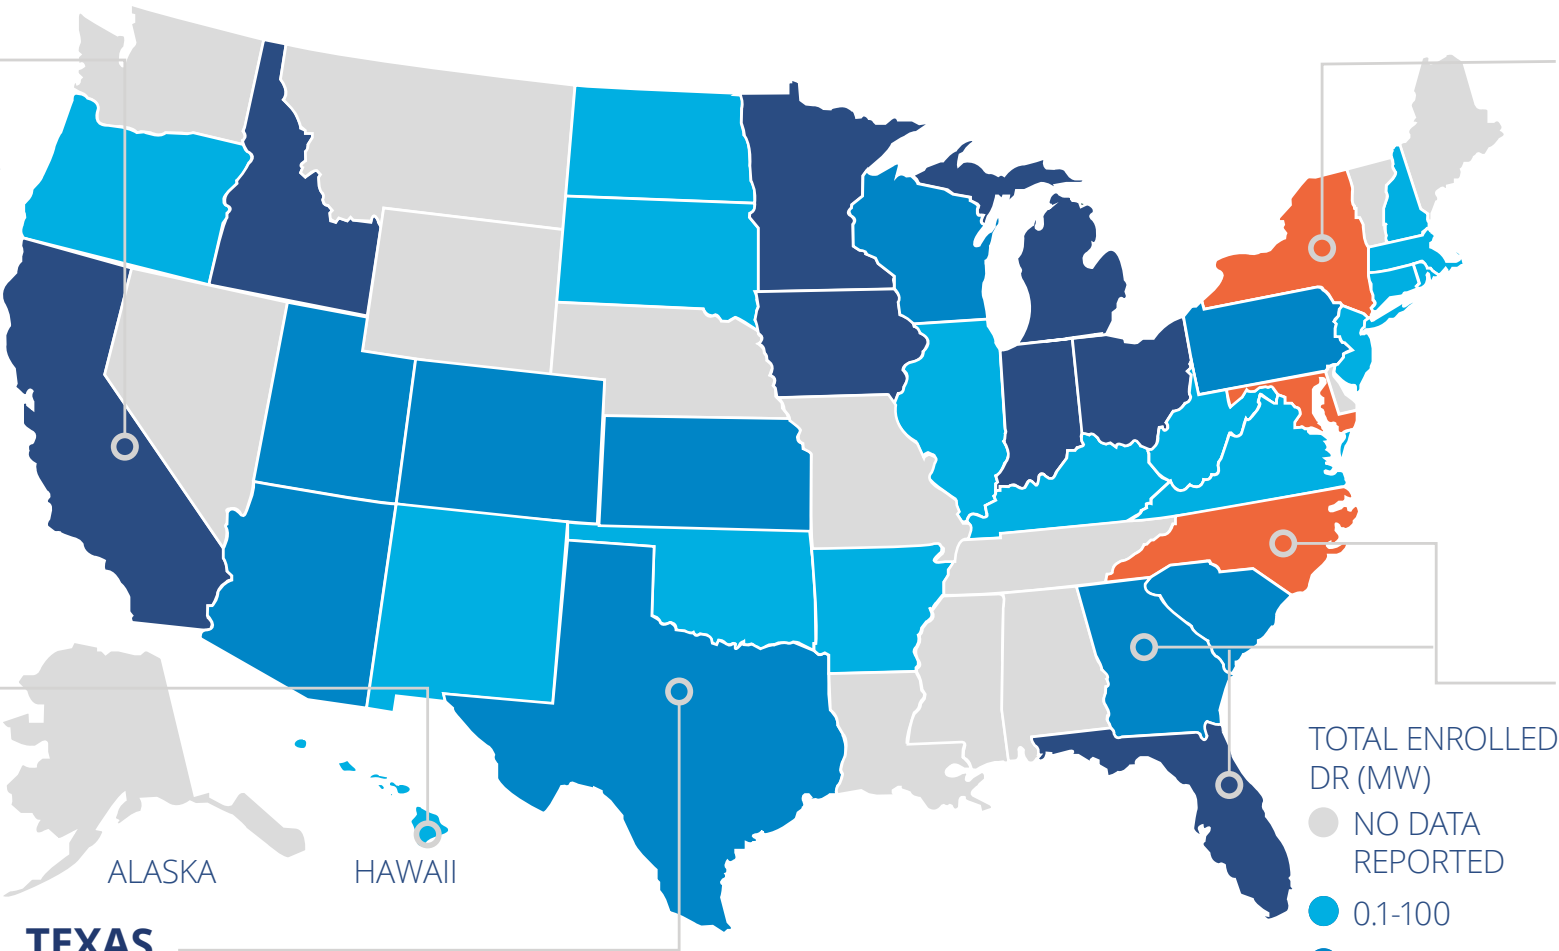 TOTAL ENROLLED
DR (MW)
NO DATA
REPORTED
0.1-100
ALASKA
HAWAII
TEXAS